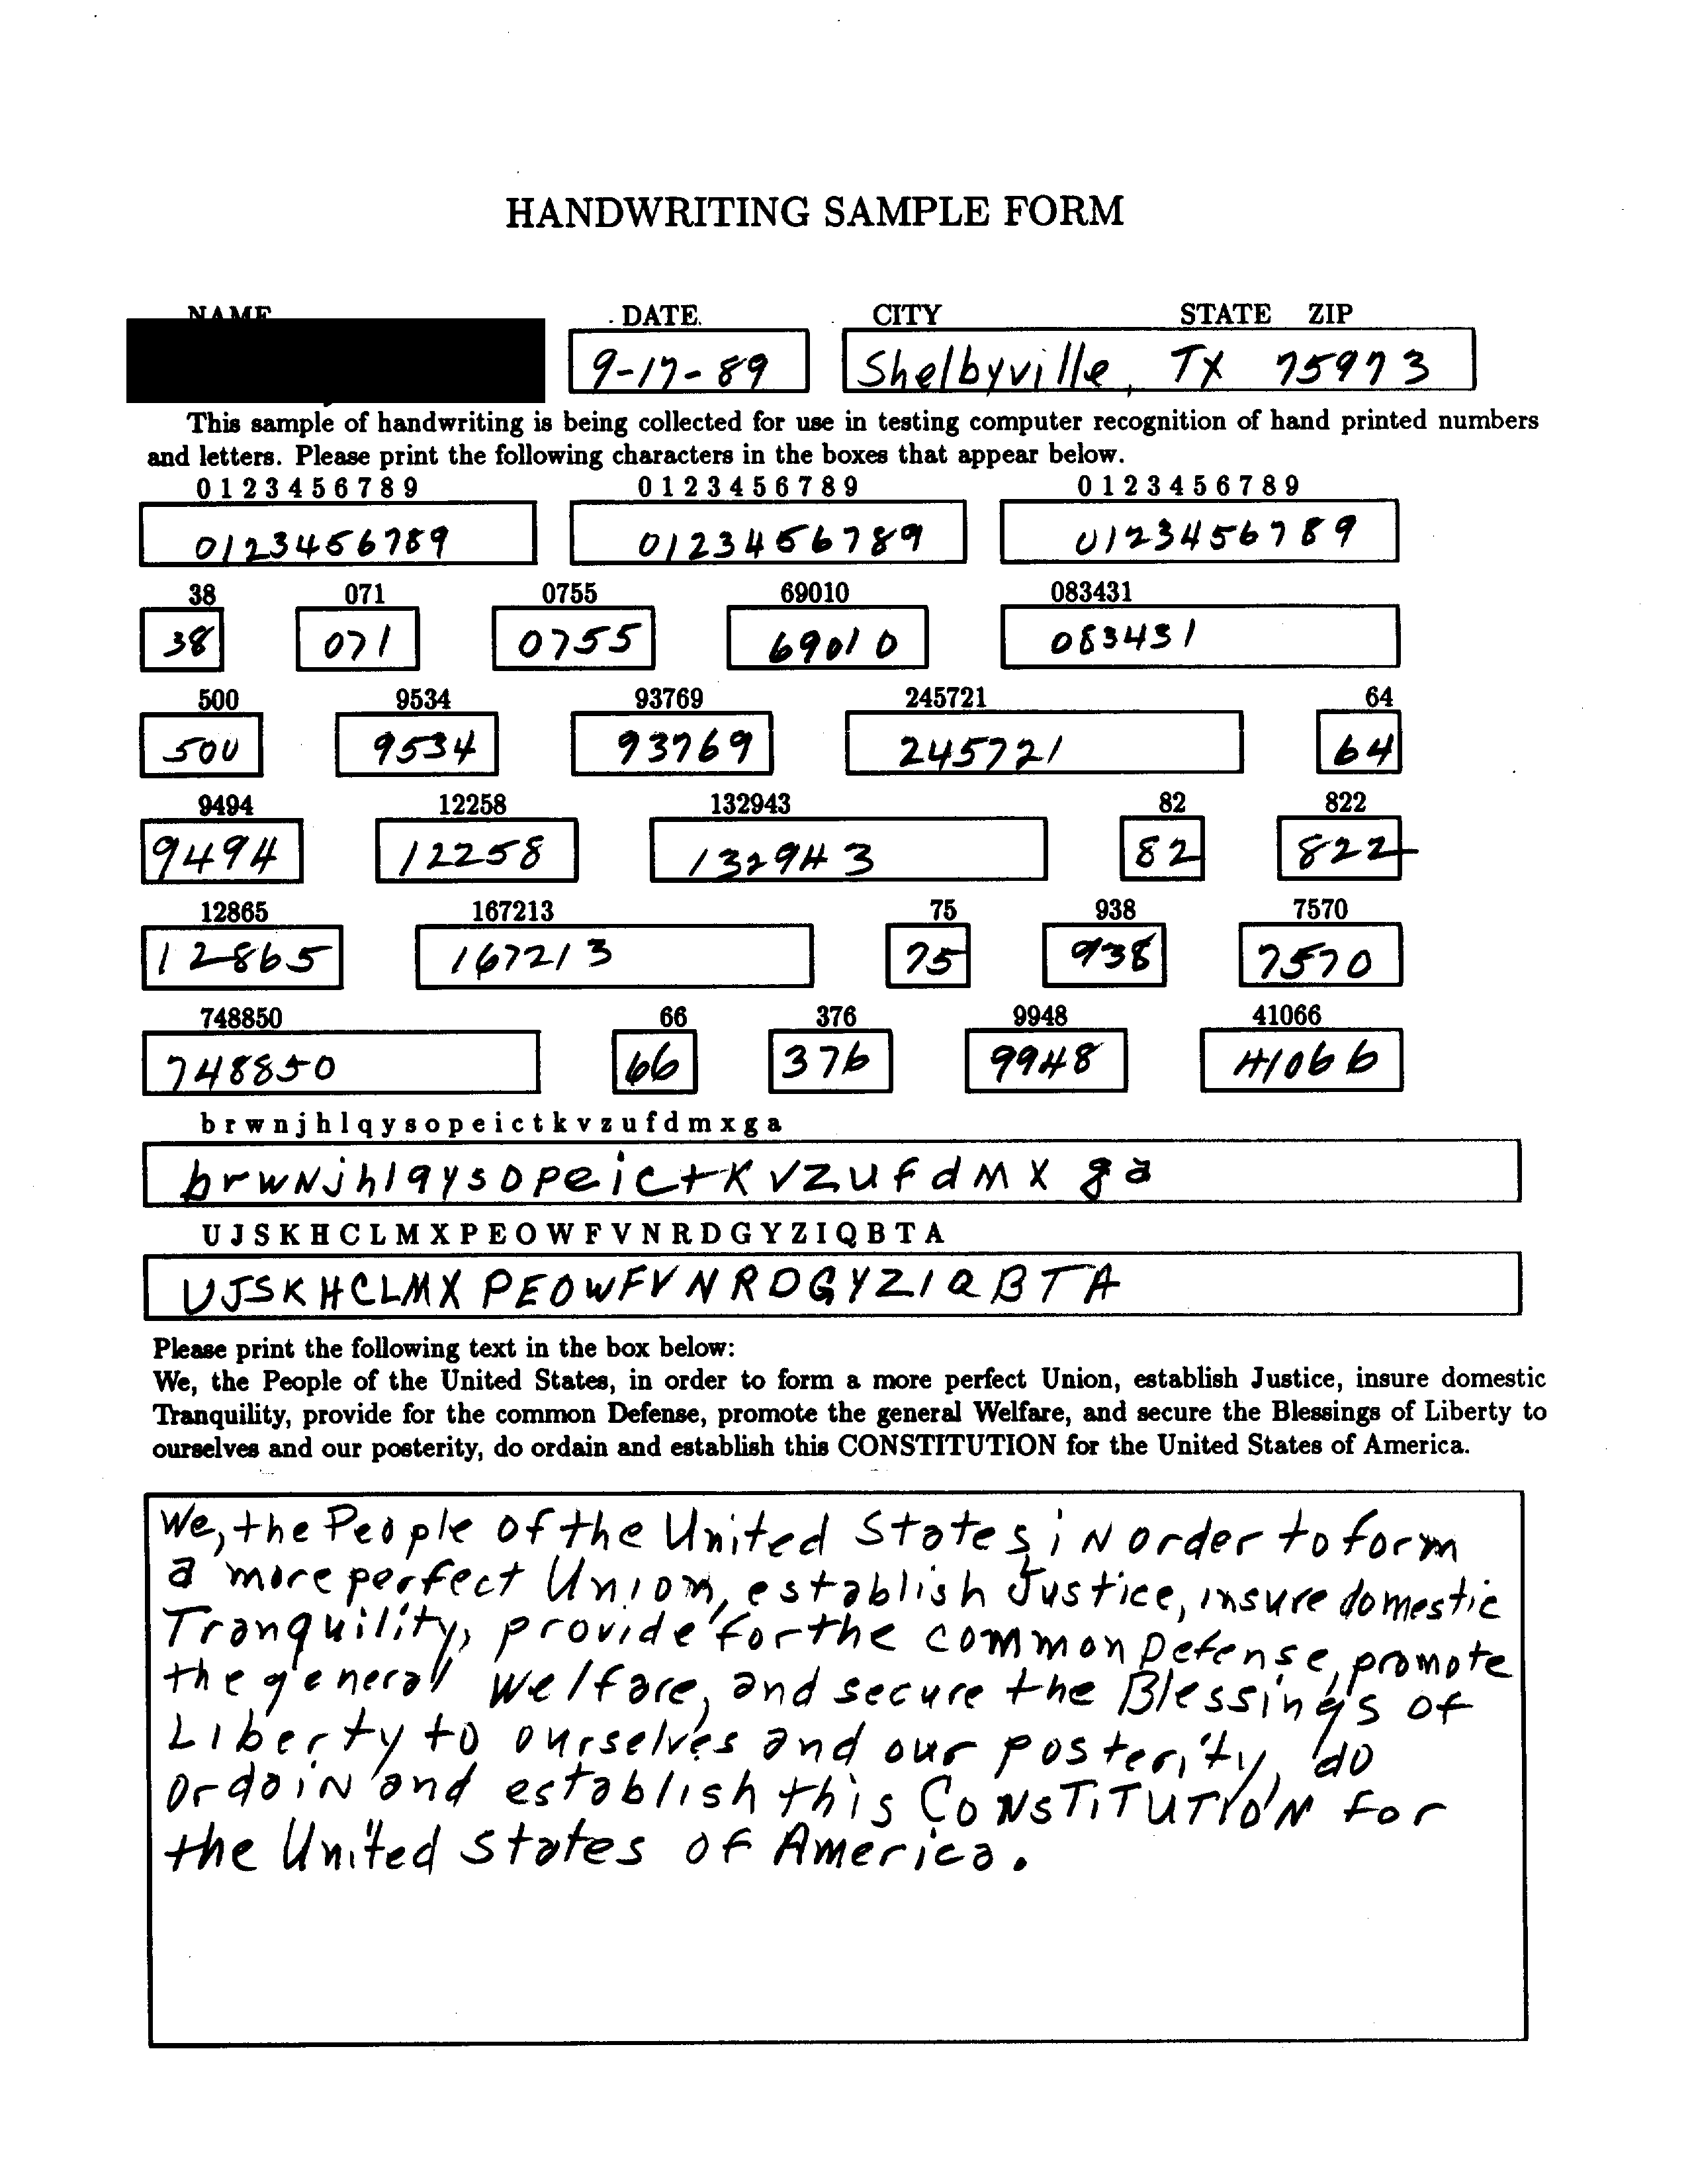 HANDWRITING SAMPLE FORM
NAME DATE CITY STATE ZIP
9-17-89 Shelbyville, TX 75973
This sample of handwriting is being collected for use in testing computer recognition of hand printed numbers
and letters. Please print the following characters in the boxes that appear below.
0 1 2 3 4 5 6 7 8 9 0 1 2 3 4 5 6 7 8 9 0 1 2 3 4 5 6 7 8 9
0123456789 0123456789 0123456789
38 071 0755 69010 083431
38 071 0755 69010 083431
500 9534 93769 245721 64
500 9534 93769 245721 64
9494 12258 132943 82 822
9494 12258 132943 82 822
12865 167213 75 938 7570
12865 167213 75 938 7570
748850 66 376 9948 41066
748850 66 376 9948 41066
b r w n j h l q y s o p e i c t k v z u f d m x g a
brwNjhlqysopeictKvzufdMxga
U J S K H C L M X P E O W F V N R D G Y Z I Q B T A
UJSKHCLMXPEOWFVNRDGYZIQBTA
Please print the following text in the box below:
We, the People of the United States, in order to form a more perfect Union, establish Justice, insure domestic
Tranquility, provide for the common Defense, promote the general Welfare, and secure the Blessings of Liberty to
ourselves and our posterity, do ordain and establish this CONSTITUTION for the United States of America.
We, the People of the United States, iN order to form
a more perfect Union, establish Justice, insure domestic
Tranquility, provide for the common Defense, promote
the general Welfare, and secure the Blessings of
Liberty to ourselves and our posterity, do
ordaiN and establish this CoNsTiTUTION for
the United States of America.